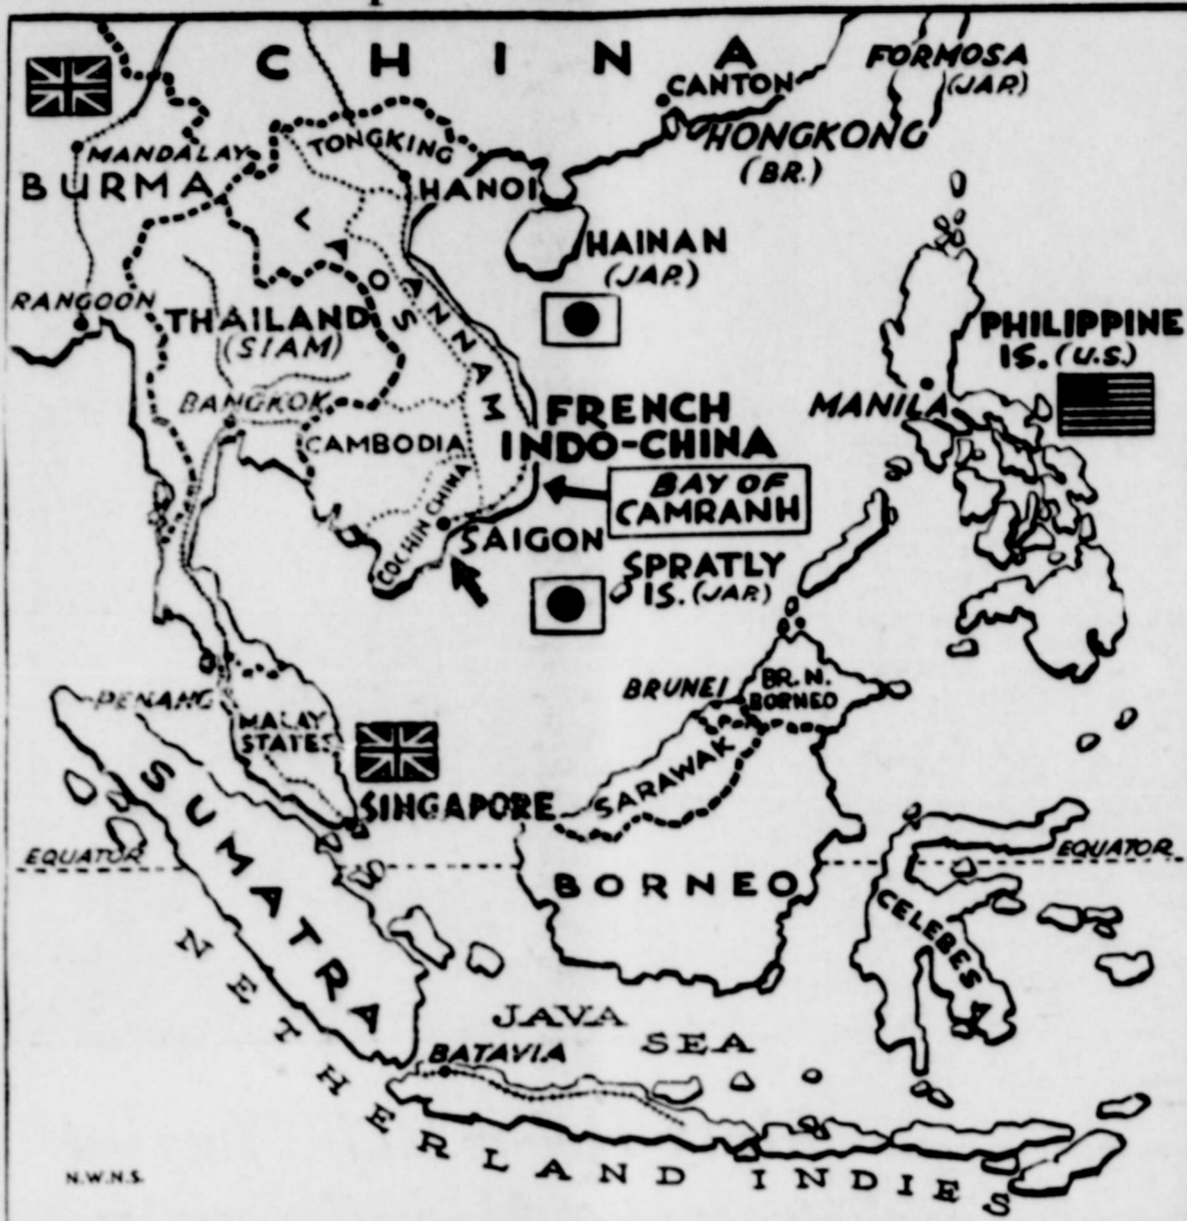 CHINA
FORMOSA
(JAP.)
CANTON
HONGKONG
(BR.)
MANDALAY
BURMA
TONGKING
HANOI
LAOS
HAINAN
(JAP.)
ANNAM
RANGOON
THAILAND
(SIAM)
PHILIPPINE
IS. (U.S.)
BANGKOK
MANILA
FRENCH
INDO-CHINA
CAMBODIA
COCHIN CHINA
BAY OF
CAMRANH
SAIGON
SPRATLY
IS. (JAP.)
BRUNEI
BR. N.
BORNEO
PENANG
MALAY
STATES
SARAWAK
SINGAPORE
SUMATRA
EQUATOR
EQUATOR
BORNEO
CELEBES
JAVA
SEA
BATAVIA
NETHERLAND INDIES
N.W.N.S.